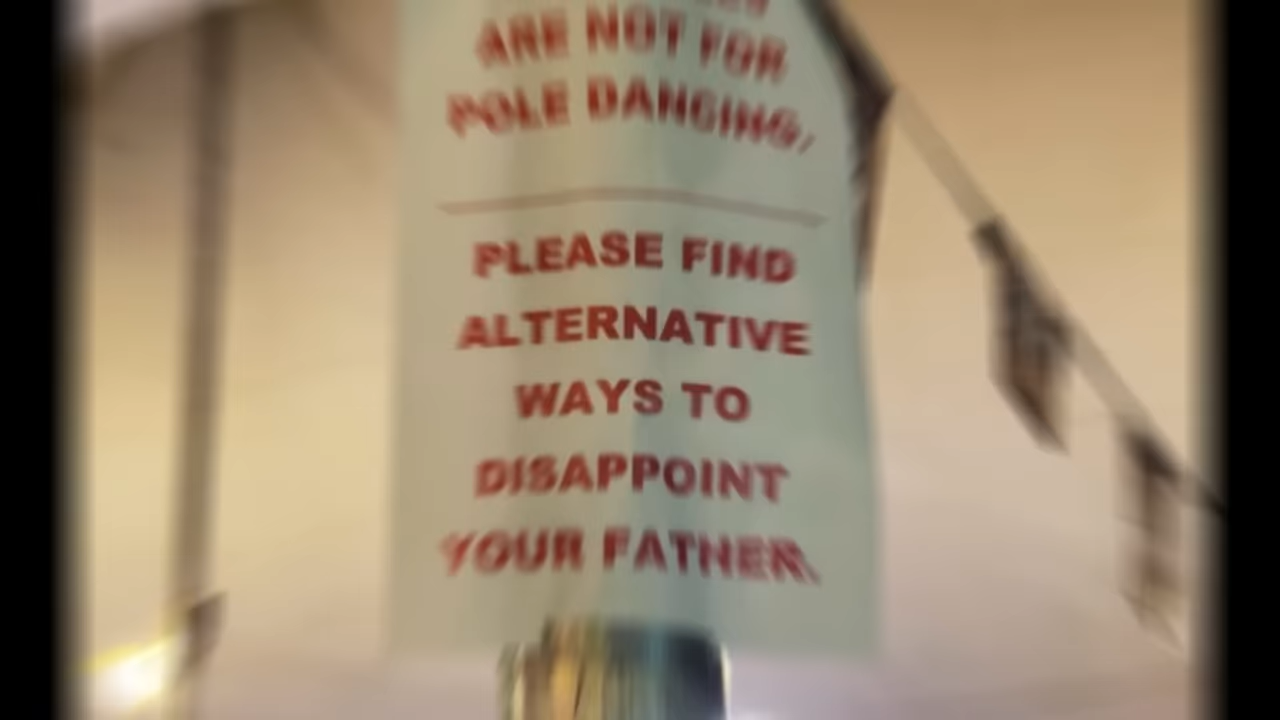 ARE NOT FOR
POLE DANCING,
PLEASE FIND
ALTERNATIVE
WAYS TO
DISAPPOINT
YOUR FATHER.